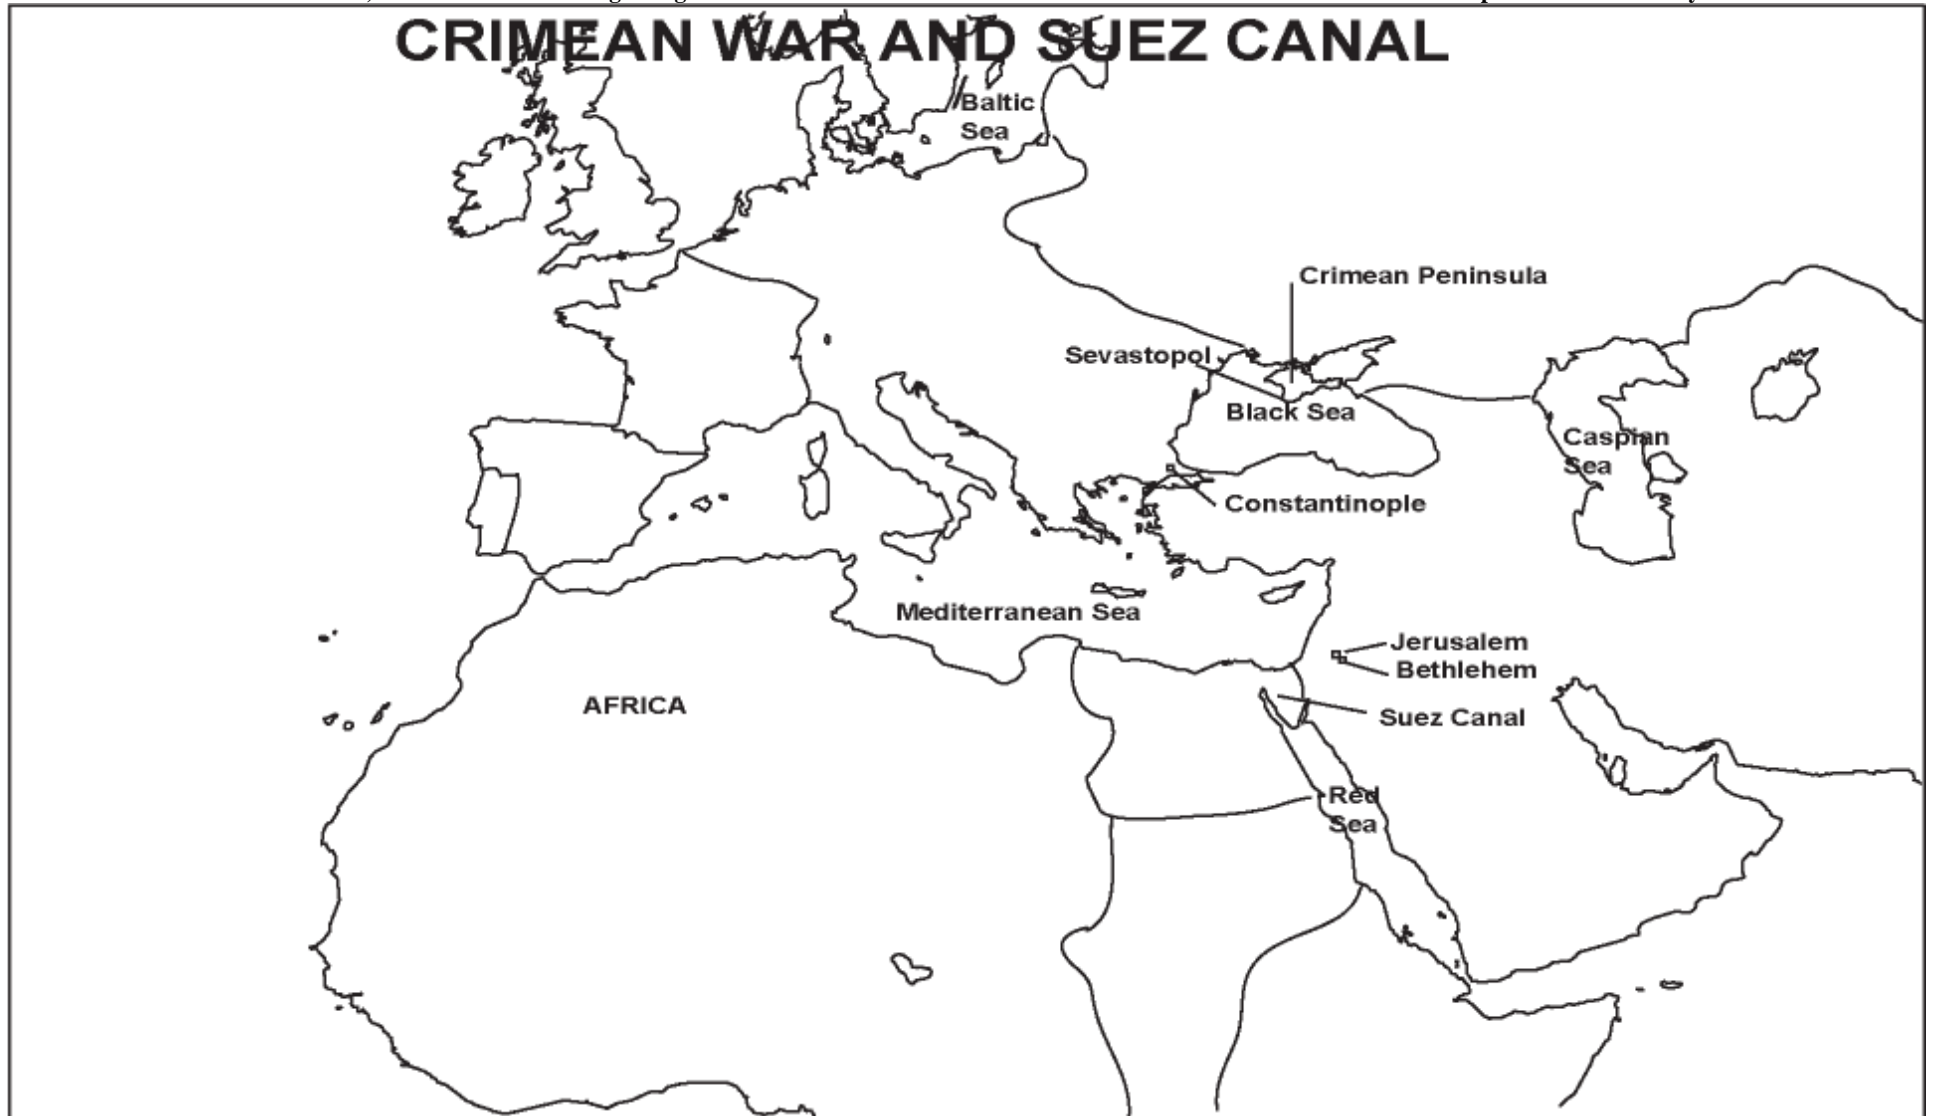 CRIMEAN WAR AND SUEZ CANAL
Baltic
Sea
Crimean Peninsula
Sevastopol
Black Sea
Caspian
Sea
Constantinople
Mediterranean Sea
Jerusalem
Bethlehem
AFRICA
Suez Canal
Red
Sea